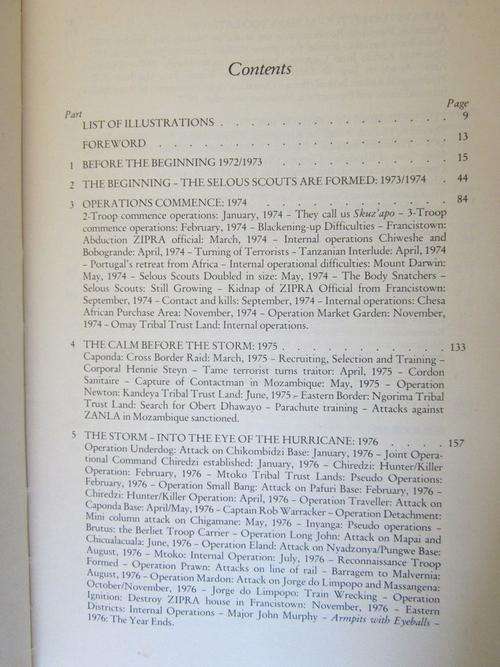 Contents
Part Page
LIST OF ILLUSTRATIONS . . . . . . . . . . . . . 9
FOREWORD . . . . . . . . . . . . . . . . 13
1 BEFORE THE BEGINNING 1972/1973 . . . . . . . . . 15
2 THE BEGINNING – THE SELOUS SCOUTS ARE FORMED: 1973/1974 . 44
3 OPERATIONS COMMENCE: 1974 . . . . . . . . . . 84
2-Troop commence operations: January, 1974 – They call us Skuz'apo – 3-Troop
commence operations: February, 1974 – Blackening-up Difficulties – Francistown:
Abduction ZIPRA official: March, 1974 – Internal operations Chiweshe and
Bobogrande: April, 1974 – Turning of Terrorists – Tanzanian Interlude: April, 1974
– Portugal's retreat from Africa – Internal operational difficulties: Mount Darwin:
May, 1974 – Selous Scouts Doubled in size: May, 1974 – The Body Snatchers –
Selous Scouts: Still Growing – Kidnap of ZIPRA Official from Francistown:
September, 1974 – Contact and kills: September, 1974 – Internal operations: Chesa
African Purchase Area: November, 1974 – Operation Market Garden: November,
1974 – Omay Tribal Trust Land: Internal operations.
4 THE CALM BEFORE THE STORM: 1975 . . . . . . . . 133
Caponda: Cross Border Raid: March, 1975 – Recruiting, Selection and Training –
Corporal Hennie Steyn – Tame terrorist turns traitor: April, 1975 – Cordon
Sanitaire – Capture of Contactman in Mozambique: May, 1975 – Operation
Newton: Kandeya Tribal Trust Land: June, 1975 – Eastern Border: Ngorima Tribal
Trust Land: Search for Obert Dhawayo – Parachute training – Attacks against
ZANLA in Mozambique sanctioned.
5 THE STORM – INTO THE EYE OF THE HURRICANE: 1976 . . . . 157
Operation Underdog: Attack on Chikombidzi Base: January, 1976 – Joint Opera-
tional Command Chiredzi established: January, 1976 – Chiredzi: Hunter/Killer
Operation: February, 1976 – Mtoko Tribal Trust Lands: Pseudo Operations:
February, 1976 – Operation Small Bang: Attack on Pafuri Base: February, 1976 –
Chiredzi: Hunter/Killer Operation: April, 1976 – Operation Traveller: Attack on
Caponda Base: April/May, 1976 – Captain Rob Warracker – Operation Detachment:
Mini column attack on Chigamane: May, 1976 – Inyanga: Pseudo operations –
Brutus: the Berliet Troop Carrier – Operation Long John: Attack on Mapai and
Chicualacuala: June, 1976 – Operation Eland: Attack on Nyadzonya/Pungwe Base:
August, 1976 – Mtoko: Internal Operation: July, 1976 – Reconnaissance Troop
Formed – Operation Prawn: Attacks on line of rail – Barragem to Malvernia:
August, 1976 – Operation Mardon: Attack on Jorge do Limpopo and Massangena:
October/November, 1976 – Jorge do Limpopo: Train Wrecking – Operation
Ignition: Destroy ZIPRA house in Francistown: November, 1976 – Eastern
Districts: Internal Operations – Major John Murphy – Armpits with Eyeballs –
1976: The Year Ends.